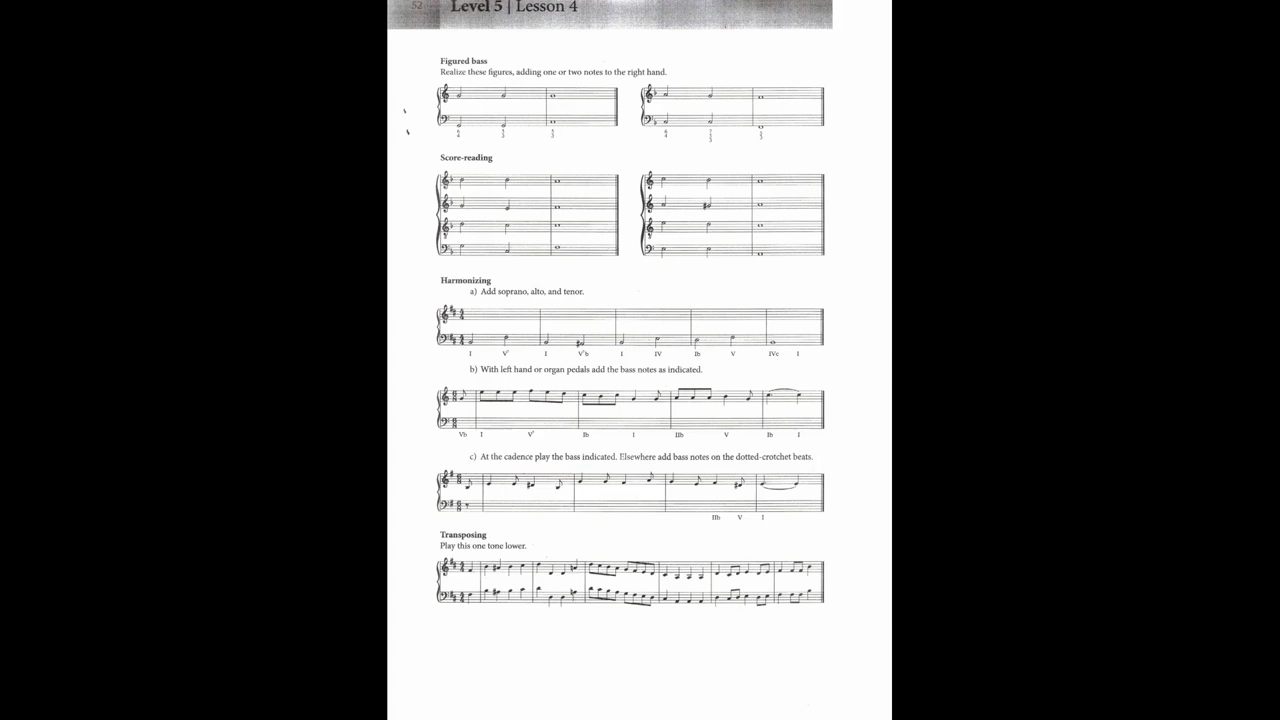 52 Level 5 | Lesson 4
Figured bass
Realize these figures, adding one or two notes to the right hand.
Score-reading
Harmonizing
a) Add soprano, alto, and tenor.
I V⁷ I V⁷b I IV Ib V IVc I
b) With left hand or organ pedals add the bass notes as indicated.
Vb I V⁷ Ib I IIb V Ib I
c) At the cadence play the bass indicated. Elsewhere add bass notes on the dotted-crotchet beats.
IIb V I
Transposing
Play this one tone lower.